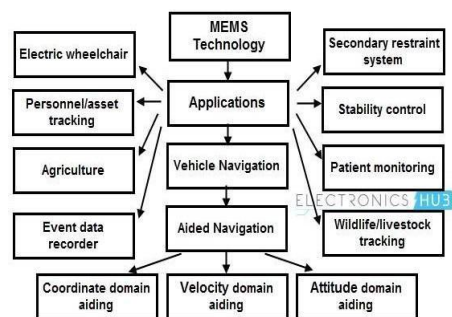 MEMS
Technology
Electric wheelchair
Secondary restraint
system
Personnel/asset
tracking
Applications
Stability control
Agriculture
Vehicle Navigation
Patient monitoring
ELECTRONICS HUB
Event data
recorder
Aided Navigation
Wildlife/livestock
tracking
Coordinate domain
aiding
Velocity domain
aiding
Attitude domain
aiding